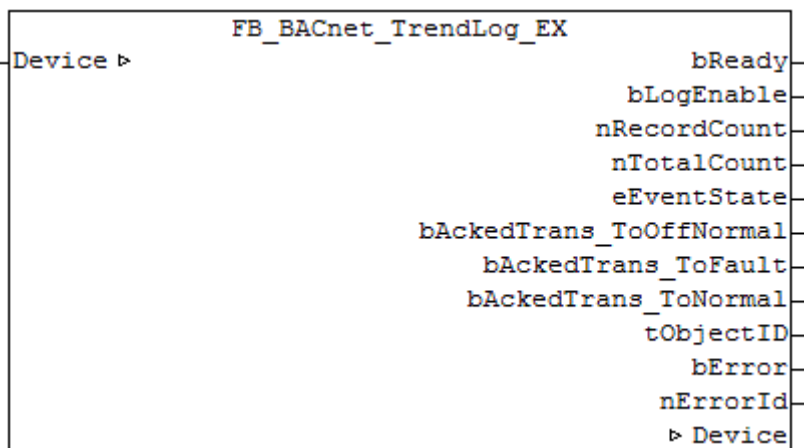 FB_BACnet_TrendLog_EX
Device ▷ bReady
bLogEnable
nRecordCount
nTotalCount
eEventState
bAckedTrans_ToOffNormal
bAckedTrans_ToFault
bAckedTrans_ToNormal
tObjectID
bError
nErrorId
▷ Device